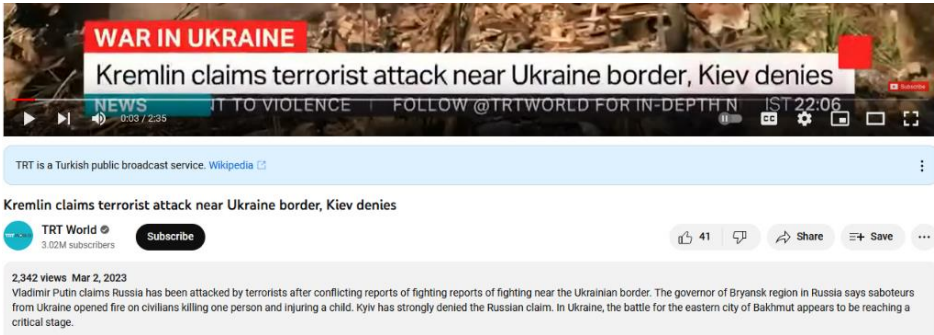 WAR IN UKRAINE
Kremlin claims terrorist attack near Ukraine border, Kiev denies
Subscribe
NEWS NT TO VIOLENCE FOLLOW @TRTWORLD FOR IN-DEPTH N IST 22:06
0:03 / 2:35
CC
TRT is a Turkish public broadcast service. Wikipedia
Kremlin claims terrorist attack near Ukraine border, Kiev denies
TRT World
3.02M subscribers
Subscribe
41 Share Save
2,342 views Mar 2, 2023
Vladimir Putin claims Russia has been attacked by terrorists after conflicting reports of fighting reports of fighting near the Ukrainian border. The governor of Bryansk region in Russia says saboteurs
from Ukraine opened fire on civilians killing one person and injuring a child. Kyiv has strongly denied the Russian claim. In Ukraine, the battle for the eastern city of Bakhmut appears to be reaching a
critical stage.